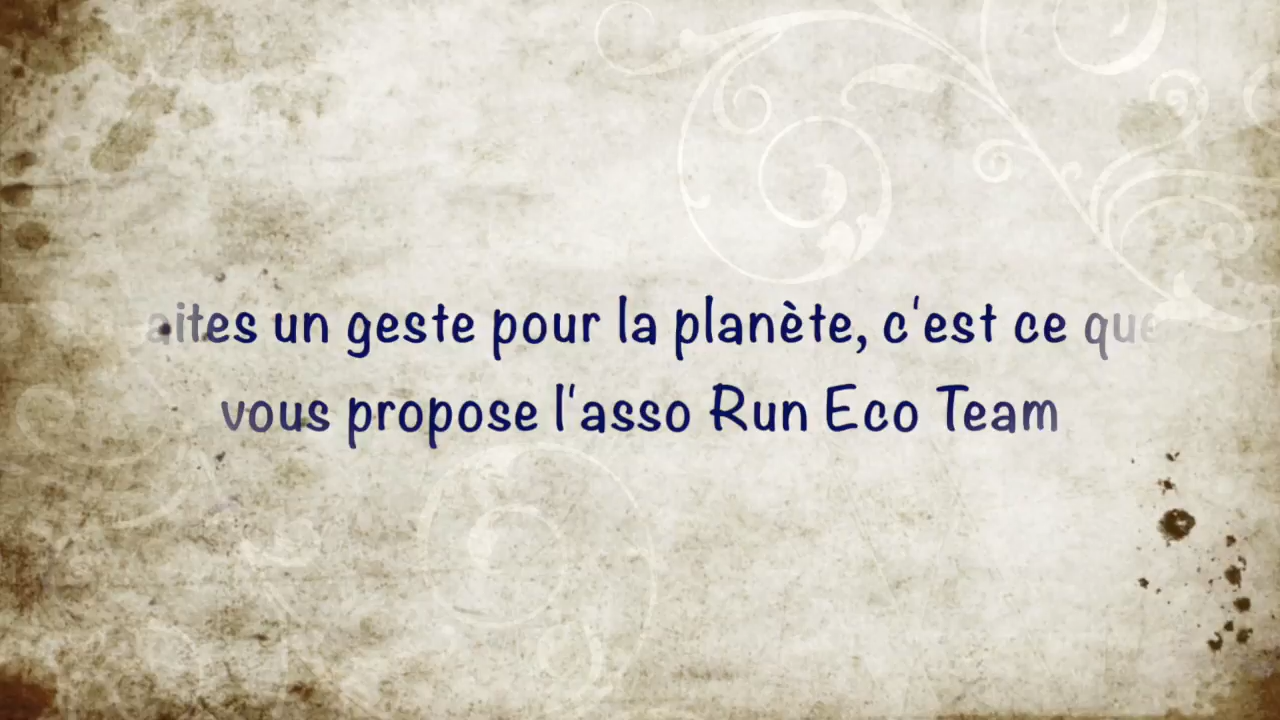 aites un geste pour la planète, c'est ce que
vous propose l'asso Run Eco Team